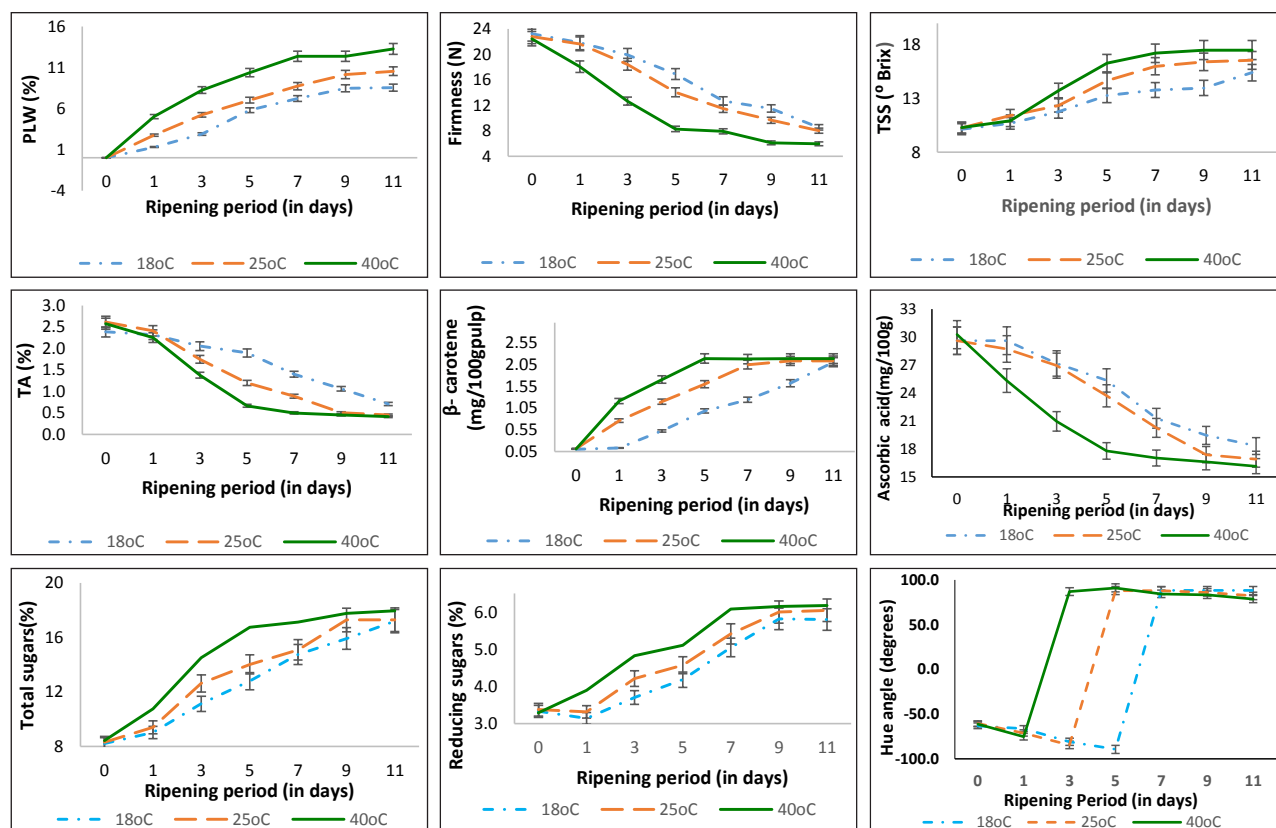 16
11
6
1
-4
PLW (%)
0 1 3 5 7 9 11
Ripening period (in days)
18oC 25oC 40oC
24
20
16
12
8
4
Firmness (N)
0 1 3 5 7 9 11
Ripening period (in days)
18oC 25oC 40oC
18
13
8
TSS (⁰ Brix)
0 1 3 5 7 9 11
Ripening period (in days)
18oC 25oC 40oC
3.0
2.5
2.0
1.5
1.0
0.5
0.0
TA (%)
0 1 3 5 7 9 11
Ripening period (in days)
18oC 25oC 40oC
2.55
2.05
1.55
1.05
0.55
0.05
β- carotene
(mg/100gpulp)
0 1 3 5 7 9 11
Ripening period (in days)
18oC 25oC 40oC
33
30
27
24
21
18
15
Ascorbic acid(mg/100g)
0 1 3 5 7 9 11
Ripening period (in days)
18oC 25oC 40oC
20
16
12
8
Total sugars(%)
0 1 3 5 7 9 11
Ripening period (in days)
18oC 25oC 40oC
6.0
5.0
4.0
3.0
Reducing sugars (%)
0 1 3 5 7 9 11
Ripening period (in days)
18oC 25oC 40oC
100.0
50.0
0.0
-50.0
-100.0
Hue angle (degrees)
0 1 3 5 7 9 11
Ripening Period (in days)
18oC 25oC 40oC